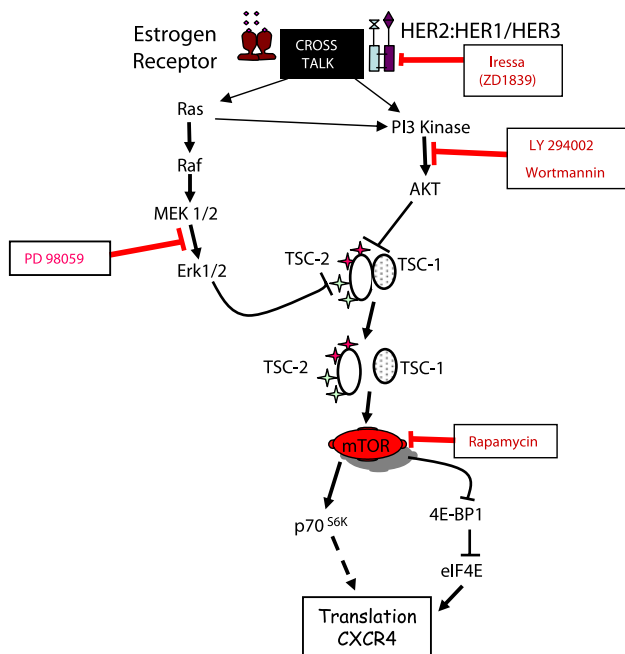 Estrogen
Receptor
CROSS
TALK
HER2:HER1/HER3
Iressa
(ZD1839)
Ras
PI3 Kinase
LY 294002
Wortmannin
Raf
AKT
MEK 1/2
PD 98059
Erk1/2
TSC-2
TSC-1
TSC-2
TSC-1
mTOR
Rapamycin
p70 S6K
4E-BP1
eIF4E
Translation
CXCR4